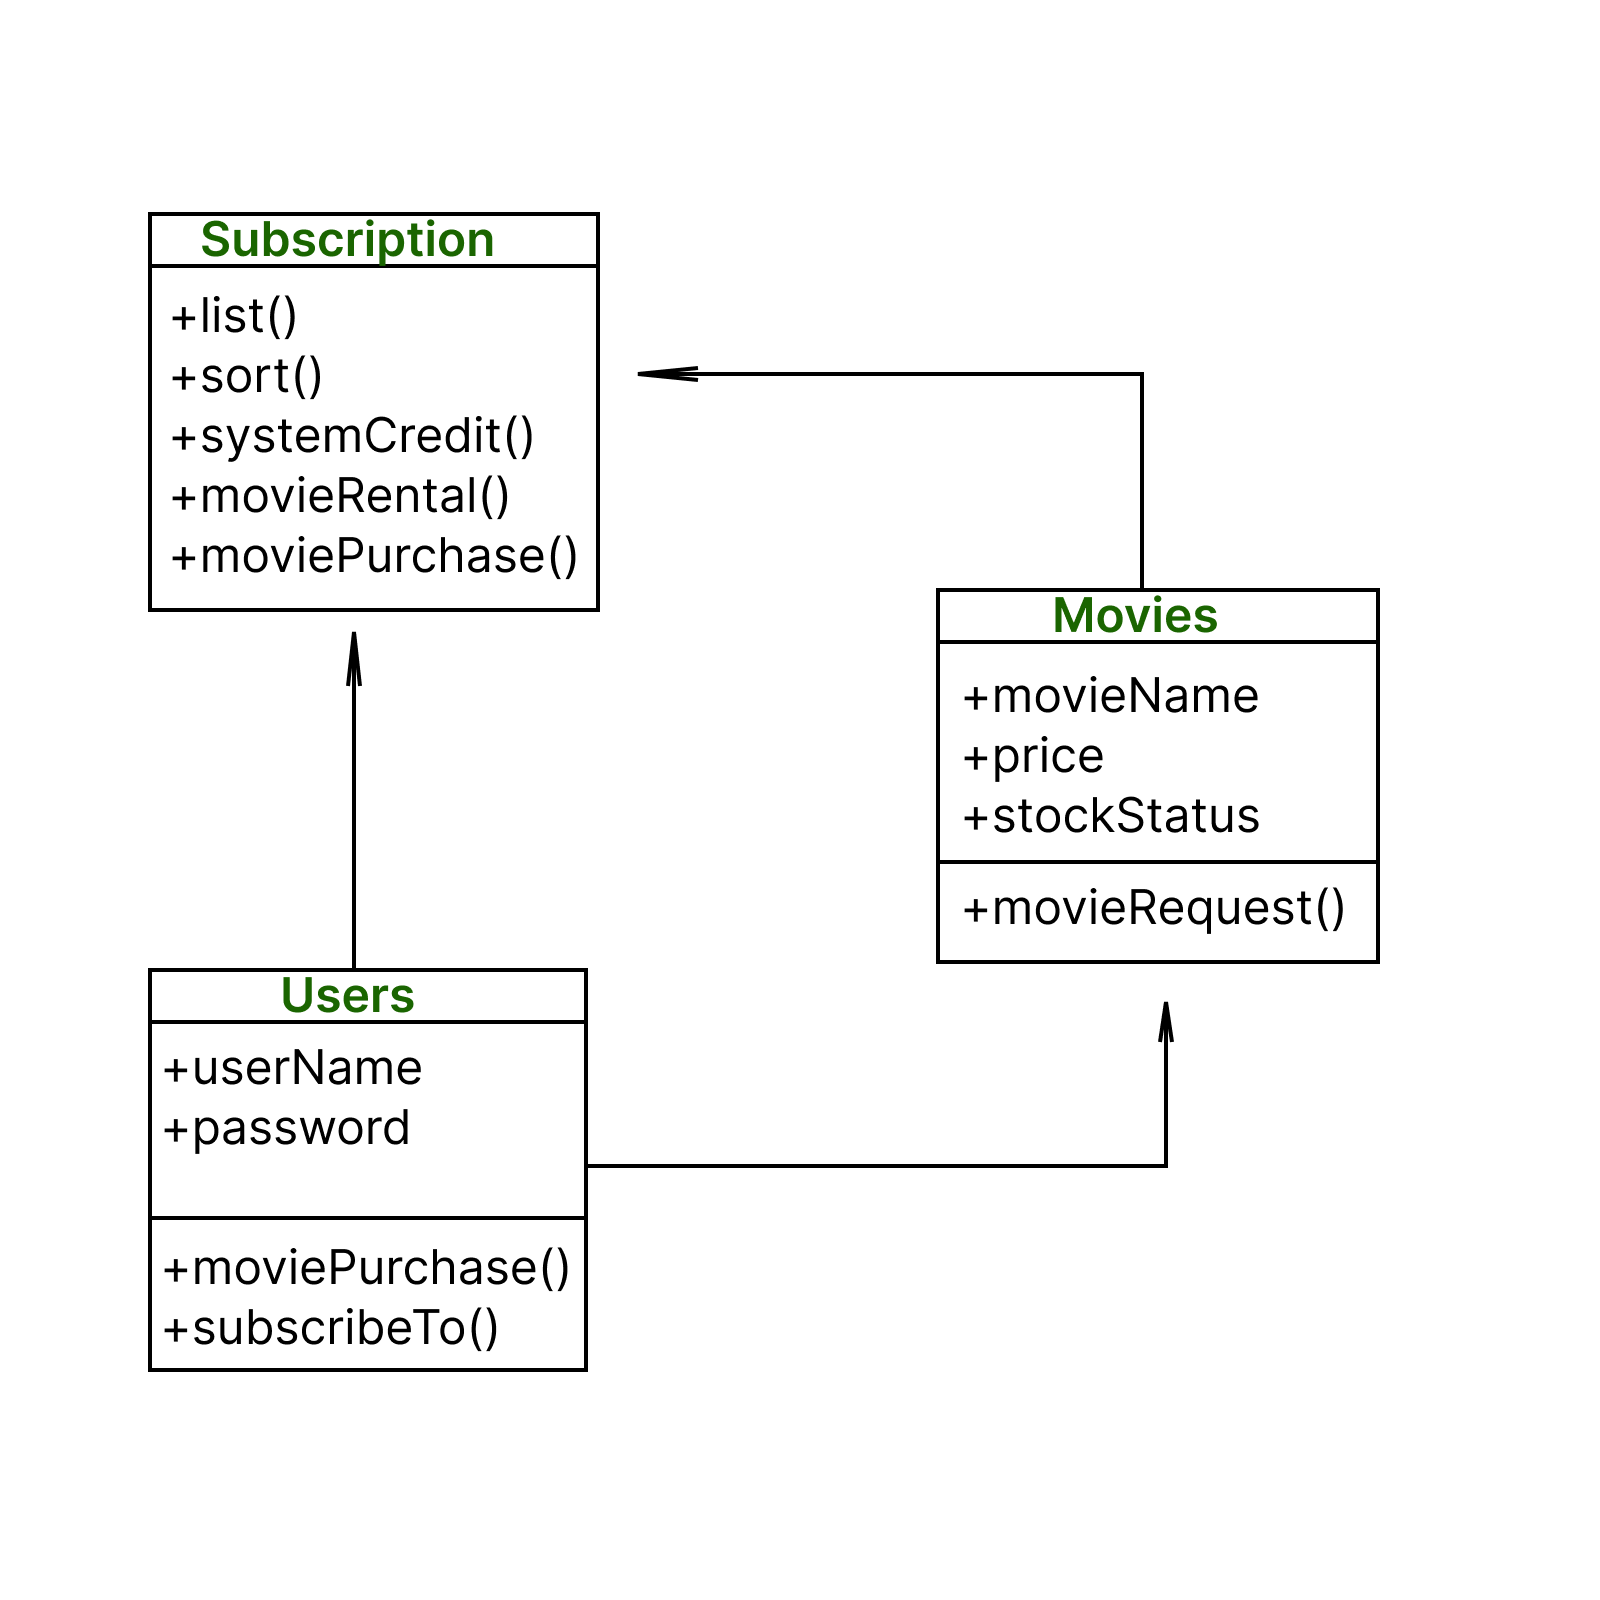 Subscription
+list()
+sort()
+systemCredit()
+movieRental()
+moviePurchase()
Movies
+movieName
+price
+stockStatus
+movieRequest()
Users
+userName
+password
+moviePurchase()
+subscribeTo()